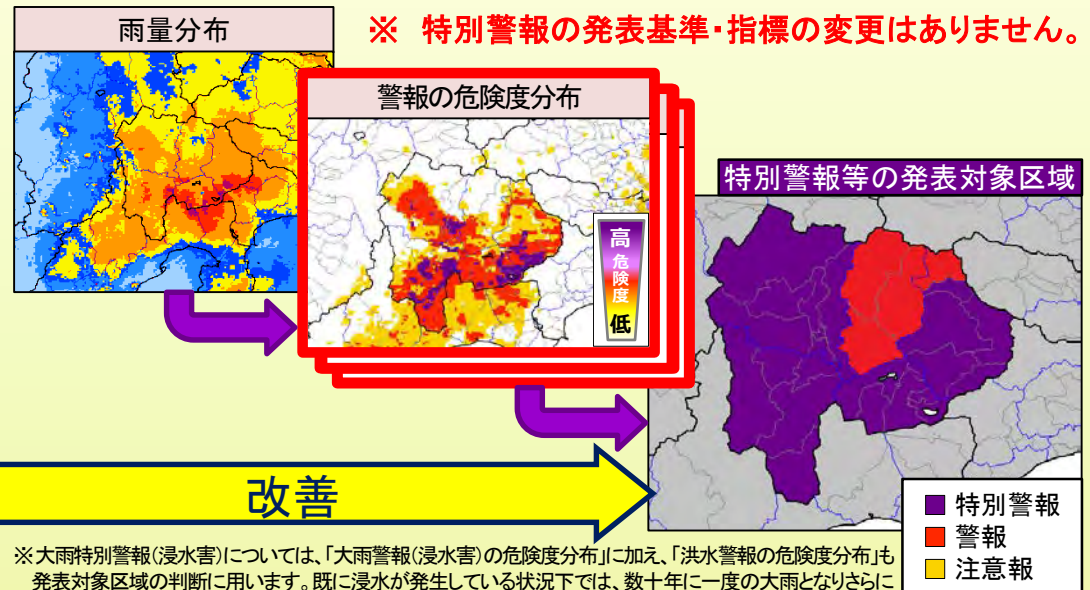 雨量分布
※ 特別警報の発表基準・指標の変更はありません。
警報の危険度分布
高
危険度
低
特別警報等の発表対象区域
改善
特別警報
警報
注意報
※大雨特別警報(浸水害)については、「大雨警報(浸水害)の危険度分布」に加え、「洪水警報の危険度分布」も
発表対象区域の判断に用います。既に浸水が発生している状況下では、数十年に一度の大雨となりさらに